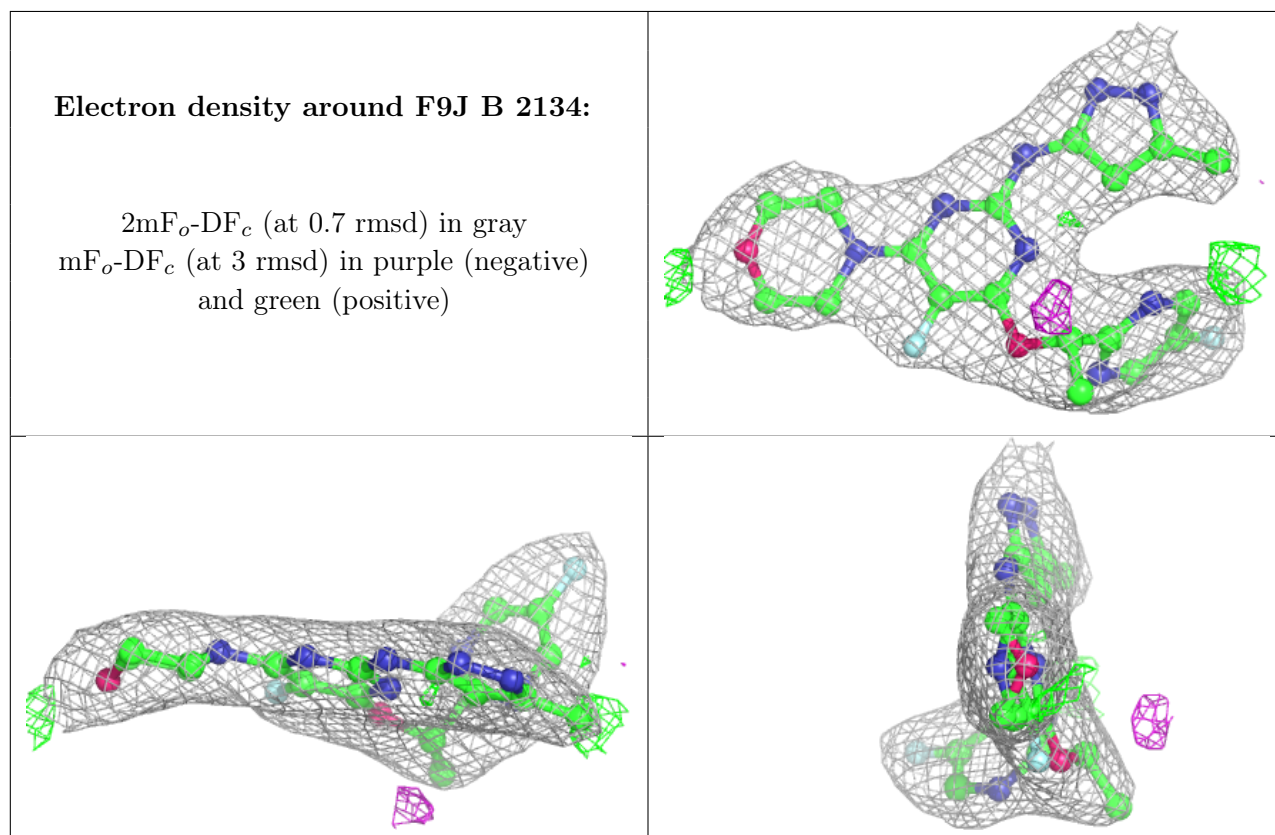 Electron density around F9J B 2134:
2mFₒ-DF𝒸 (at 0.7 rmsd) in gray
mFₒ-DF𝒸 (at 3 rmsd) in purple (negative)
and green (positive)